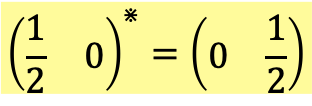 (1/2 0)※ = (0 1/2)